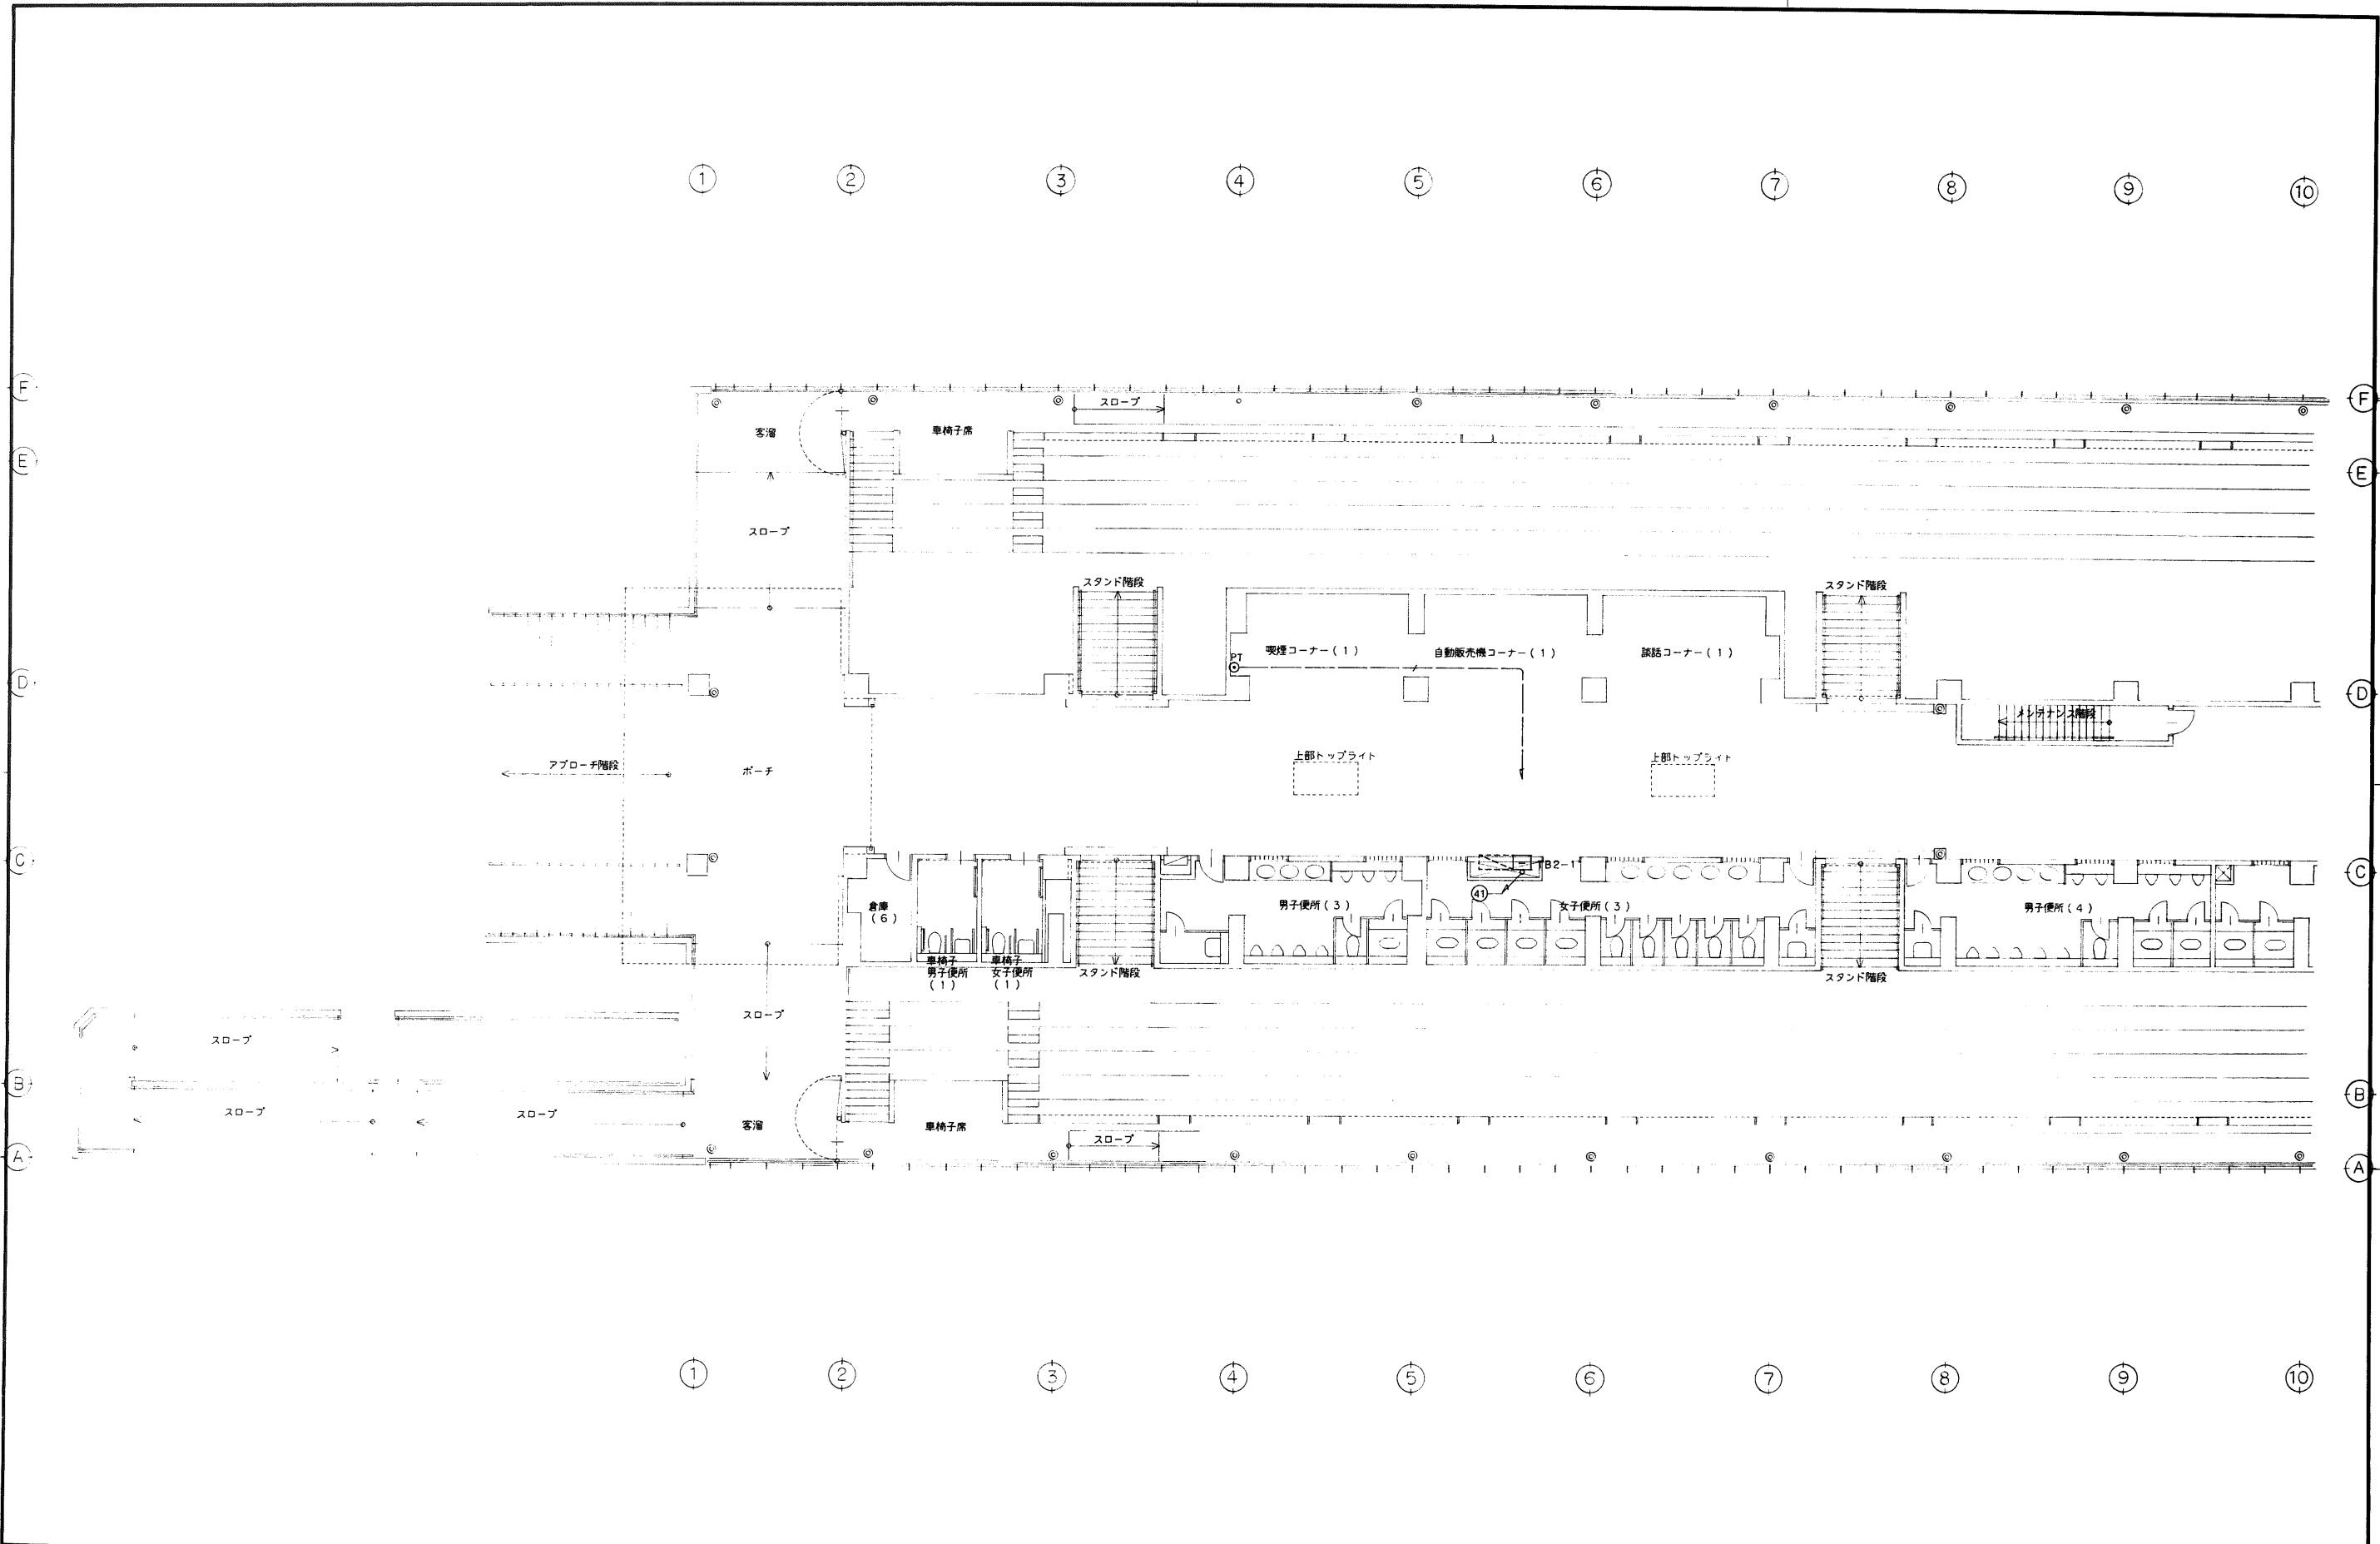 1 2 3 4 5 6 7 8 9 10
F スロープ F
客溜 車椅子席
E E
スロープ
スタンド階段 スタンド階段
PT 喫煙コーナー(1) 自動販売機コーナー(1) 談話コーナー(1)
D D
メンテナンス階段
上部トップライト 上部トップライト
アプローチ階段 ポーチ
C B2-1 C
41
倉庫
(6)
男子便所(3) 女子便所(3) 男子便所(4)
車椅子
男子便所
(1)
車椅子
女子便所
(1)
スタンド階段 スタンド階段
スロープ スロープ
B B
スロープ スロープ 客溜 車椅子席
スロープ
A A
1 2 3 4 5 6 7 8 9 10